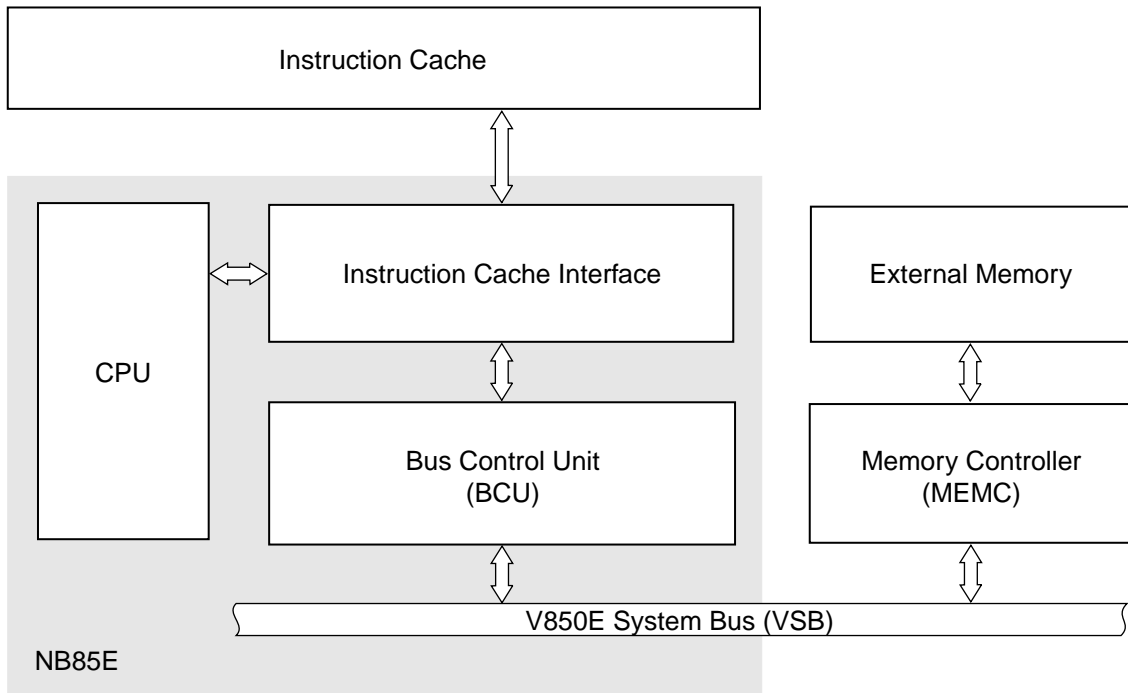 Instruction Cache
CPU
Instruction Cache Interface
External Memory
Bus Control Unit
(BCU)
Memory Controller
(MEMC)
V850E System Bus (VSB)
NB85E